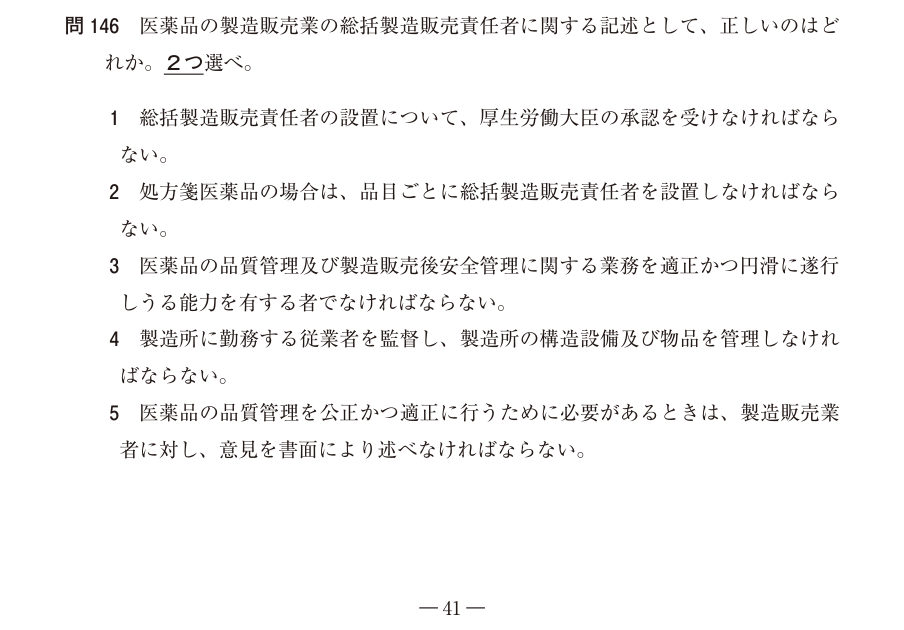 問 146　医薬品の製造販売業の総括製造販売責任者に関する記述として、正しいのはど
れか。２つ選べ。
1　総括製造販売責任者の設置について、厚生労働大臣の承認を受けなければなら
ない。
2　処方箋医薬品の場合は、品目ごとに総括製造販売責任者を設置しなければなら
ない。
3　医薬品の品質管理及び製造販売後安全管理に関する業務を適正かつ円滑に遂行
しうる能力を有する者でなければならない。
4　製造所に勤務する従業者を監督し、製造所の構造設備及び物品を管理しなけれ
ばならない。
5　医薬品の品質管理を公正かつ適正に行うために必要があるときは、製造販売業
者に対し、意見を書面により述べなければならない。
― 41 ―